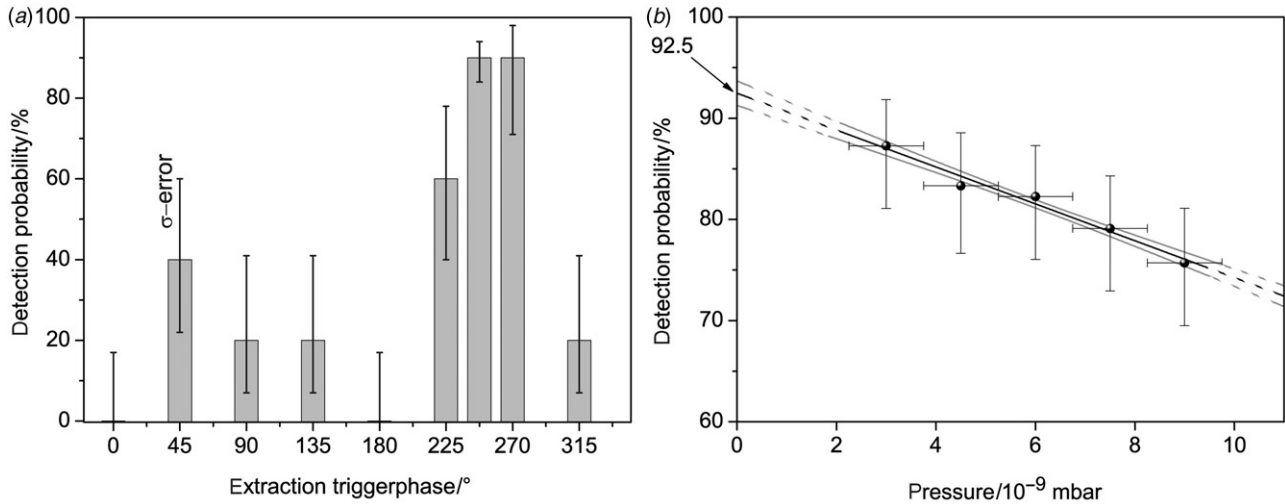 (a)
100
80
60
40
20
0
Detection probability/%
σ–error
0 45 90 135 180 225 270 315
Extraction triggerphase/°
(b)
100
92.5
90
80
70
60
Detection probability/%
0 2 4 6 8 10
Pressure/10⁻⁹ mbar